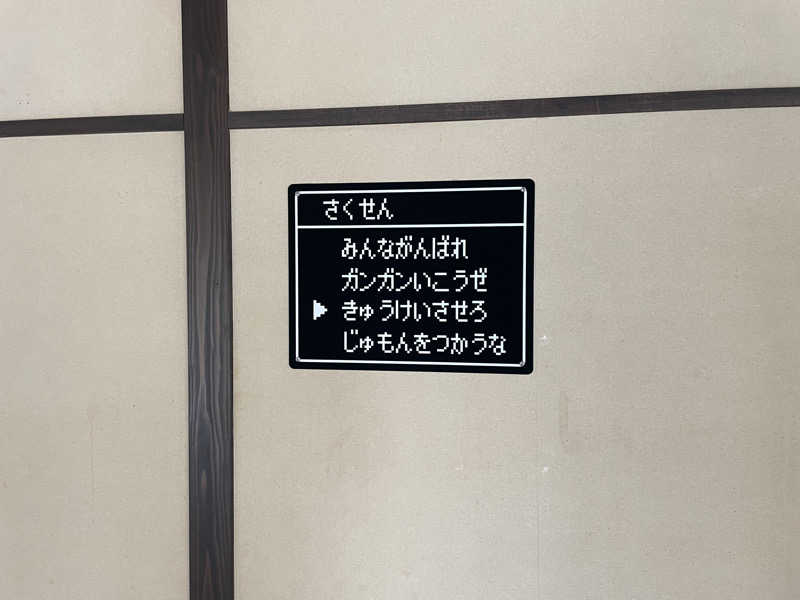 さくせん
みんながんばれ
ガンガンいこうぜ
▶きゅうけいさせろ
じゅもんをつかうな